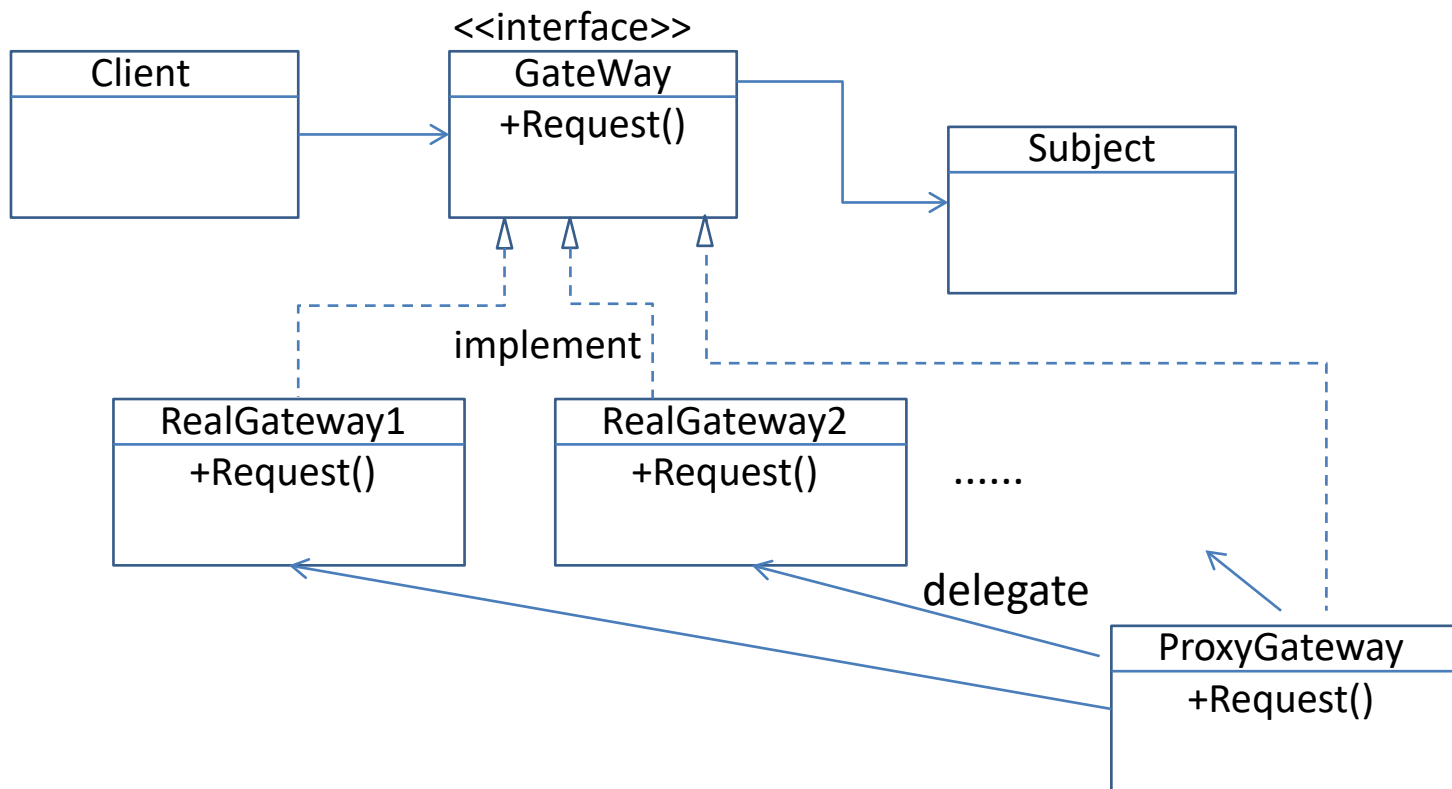 <<interface>>
Client
GateWay
+Request()
Subject
implement
RealGateway1
+Request()
RealGateway2
+Request()
......
delegate
ProxyGateway
+Request()